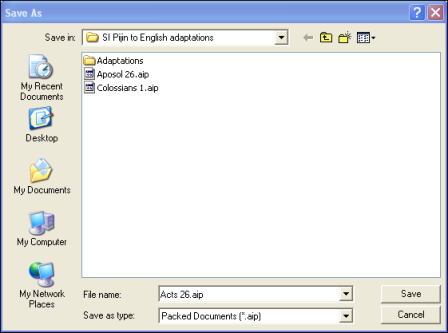 Save As
Save in: SI Pijin to English adaptations
Adaptations
Aposol 26.aip
Colossians 1.aip
My Recent
Documents
Desktop
My Documents
My Computer
My Network
Places
File name: Acts 26.aip Save
Save as type: Packed Documents (*.aip) Cancel